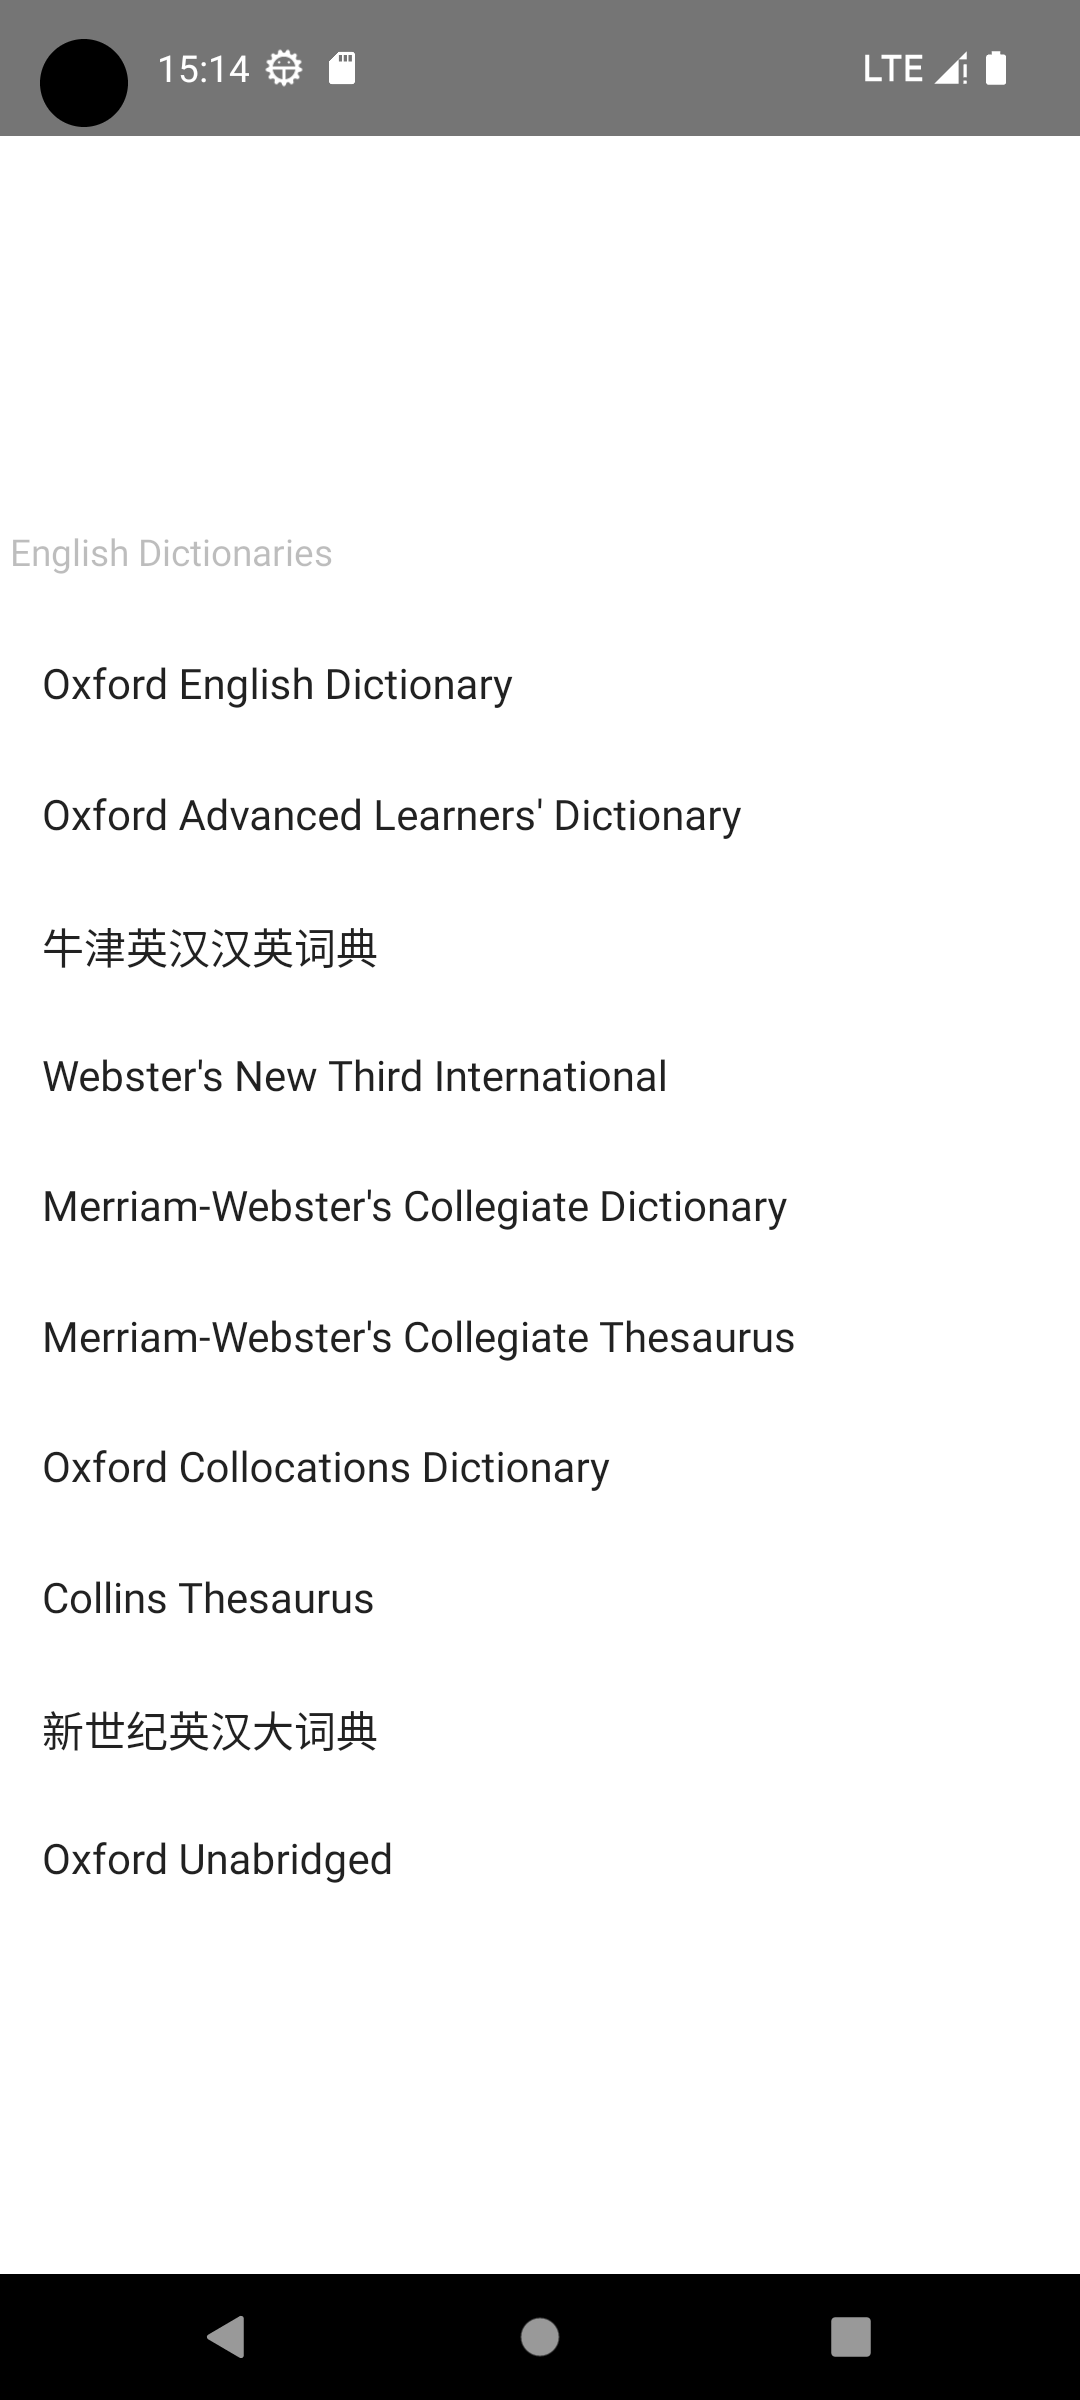 15:14
LTE
English Dictionaries
Oxford English Dictionary
Oxford Advanced Learners' Dictionary
牛津英汉汉英词典
Webster's New Third International
Merriam-Webster's Collegiate Dictionary
Merriam-Webster's Collegiate Thesaurus
Oxford Collocations Dictionary
Collins Thesaurus
新世纪英汉大词典
Oxford Unabridged